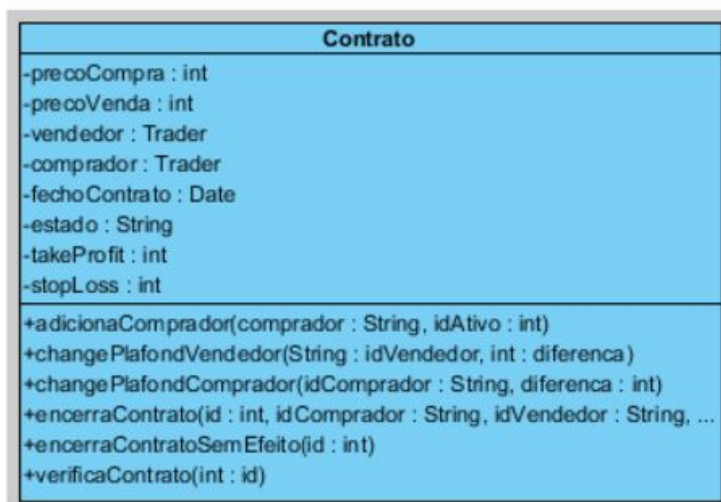 Contrato
-precoCompra : int
-precoVenda : int
-vendedor : Trader
-comprador : Trader
-fechoContrato : Date
-estado : String
-takeProfit : int
-stopLoss : int
+adicionaComprador(comprador : String, idAtivo : int)
+changePlafondVendedor(String : idVendedor, int : diferenca)
+changePlafondComprador(idComprador : String, diferenca : int)
+encerraContrato(id : int, idComprador : String, idVendedor : String, ...
+encerraContratoSemEfeito(id : int)
+verificaContrato(int : id)